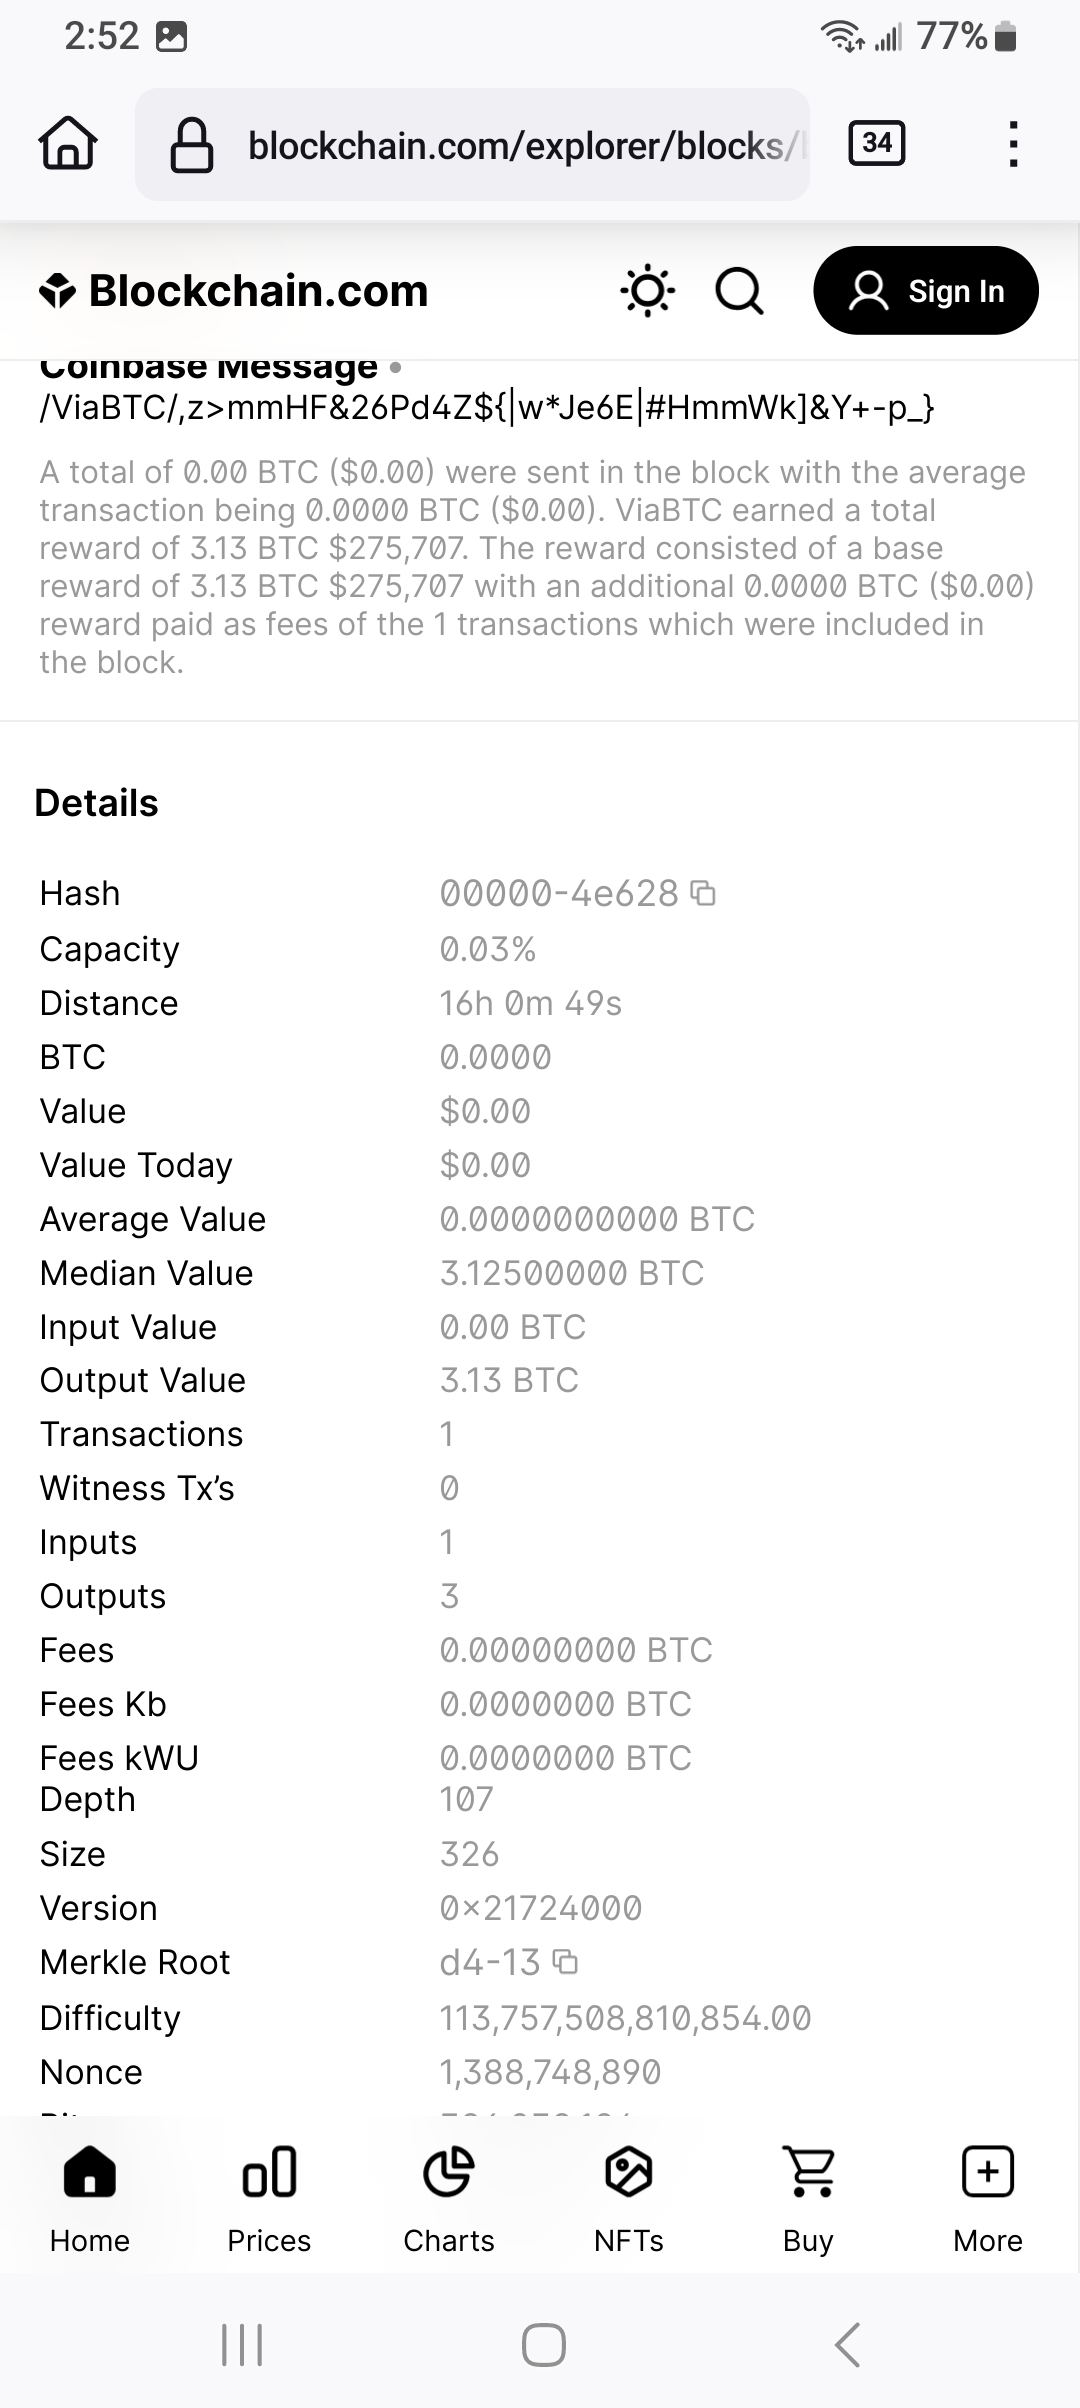 2:52 77%
blockchain.com/explorer/blocks/
34
Blockchain.com
Sign In
Coinbase Message •
/ViaBTC/,z>mmHF&26Pd4Z${|w*Je6E|#HmmWk]&Y+-p_}
A total of 0.00 BTC ($0.00) were sent in the block with the average
transaction being 0.0000 BTC ($0.00). ViaBTC earned a total
reward of 3.13 BTC $275,707. The reward consisted of a base
reward of 3.13 BTC $275,707 with an additional 0.0000 BTC ($0.00)
reward paid as fees of the 1 transactions which were included in
the block.
Details
Hash 00000-4e628
Capacity 0.03%
Distance 16h 0m 49s
BTC 0.0000
Value $0.00
Value Today $0.00
Average Value 0.0000000000 BTC
Median Value 3.12500000 BTC
Input Value 0.00 BTC
Output Value 3.13 BTC
Transactions 1
Witness Tx’s 0
Inputs 1
Outputs 3
Fees 0.00000000 BTC
Fees Kb 0.0000000 BTC
Fees kWU 0.0000000 BTC
Depth 107
Size 326
Version 0×21724000
Merkle Root d4-13
Difficulty 113,757,508,810,854.00
Nonce 1,388,748,890
Home Prices Charts NFTs Buy More